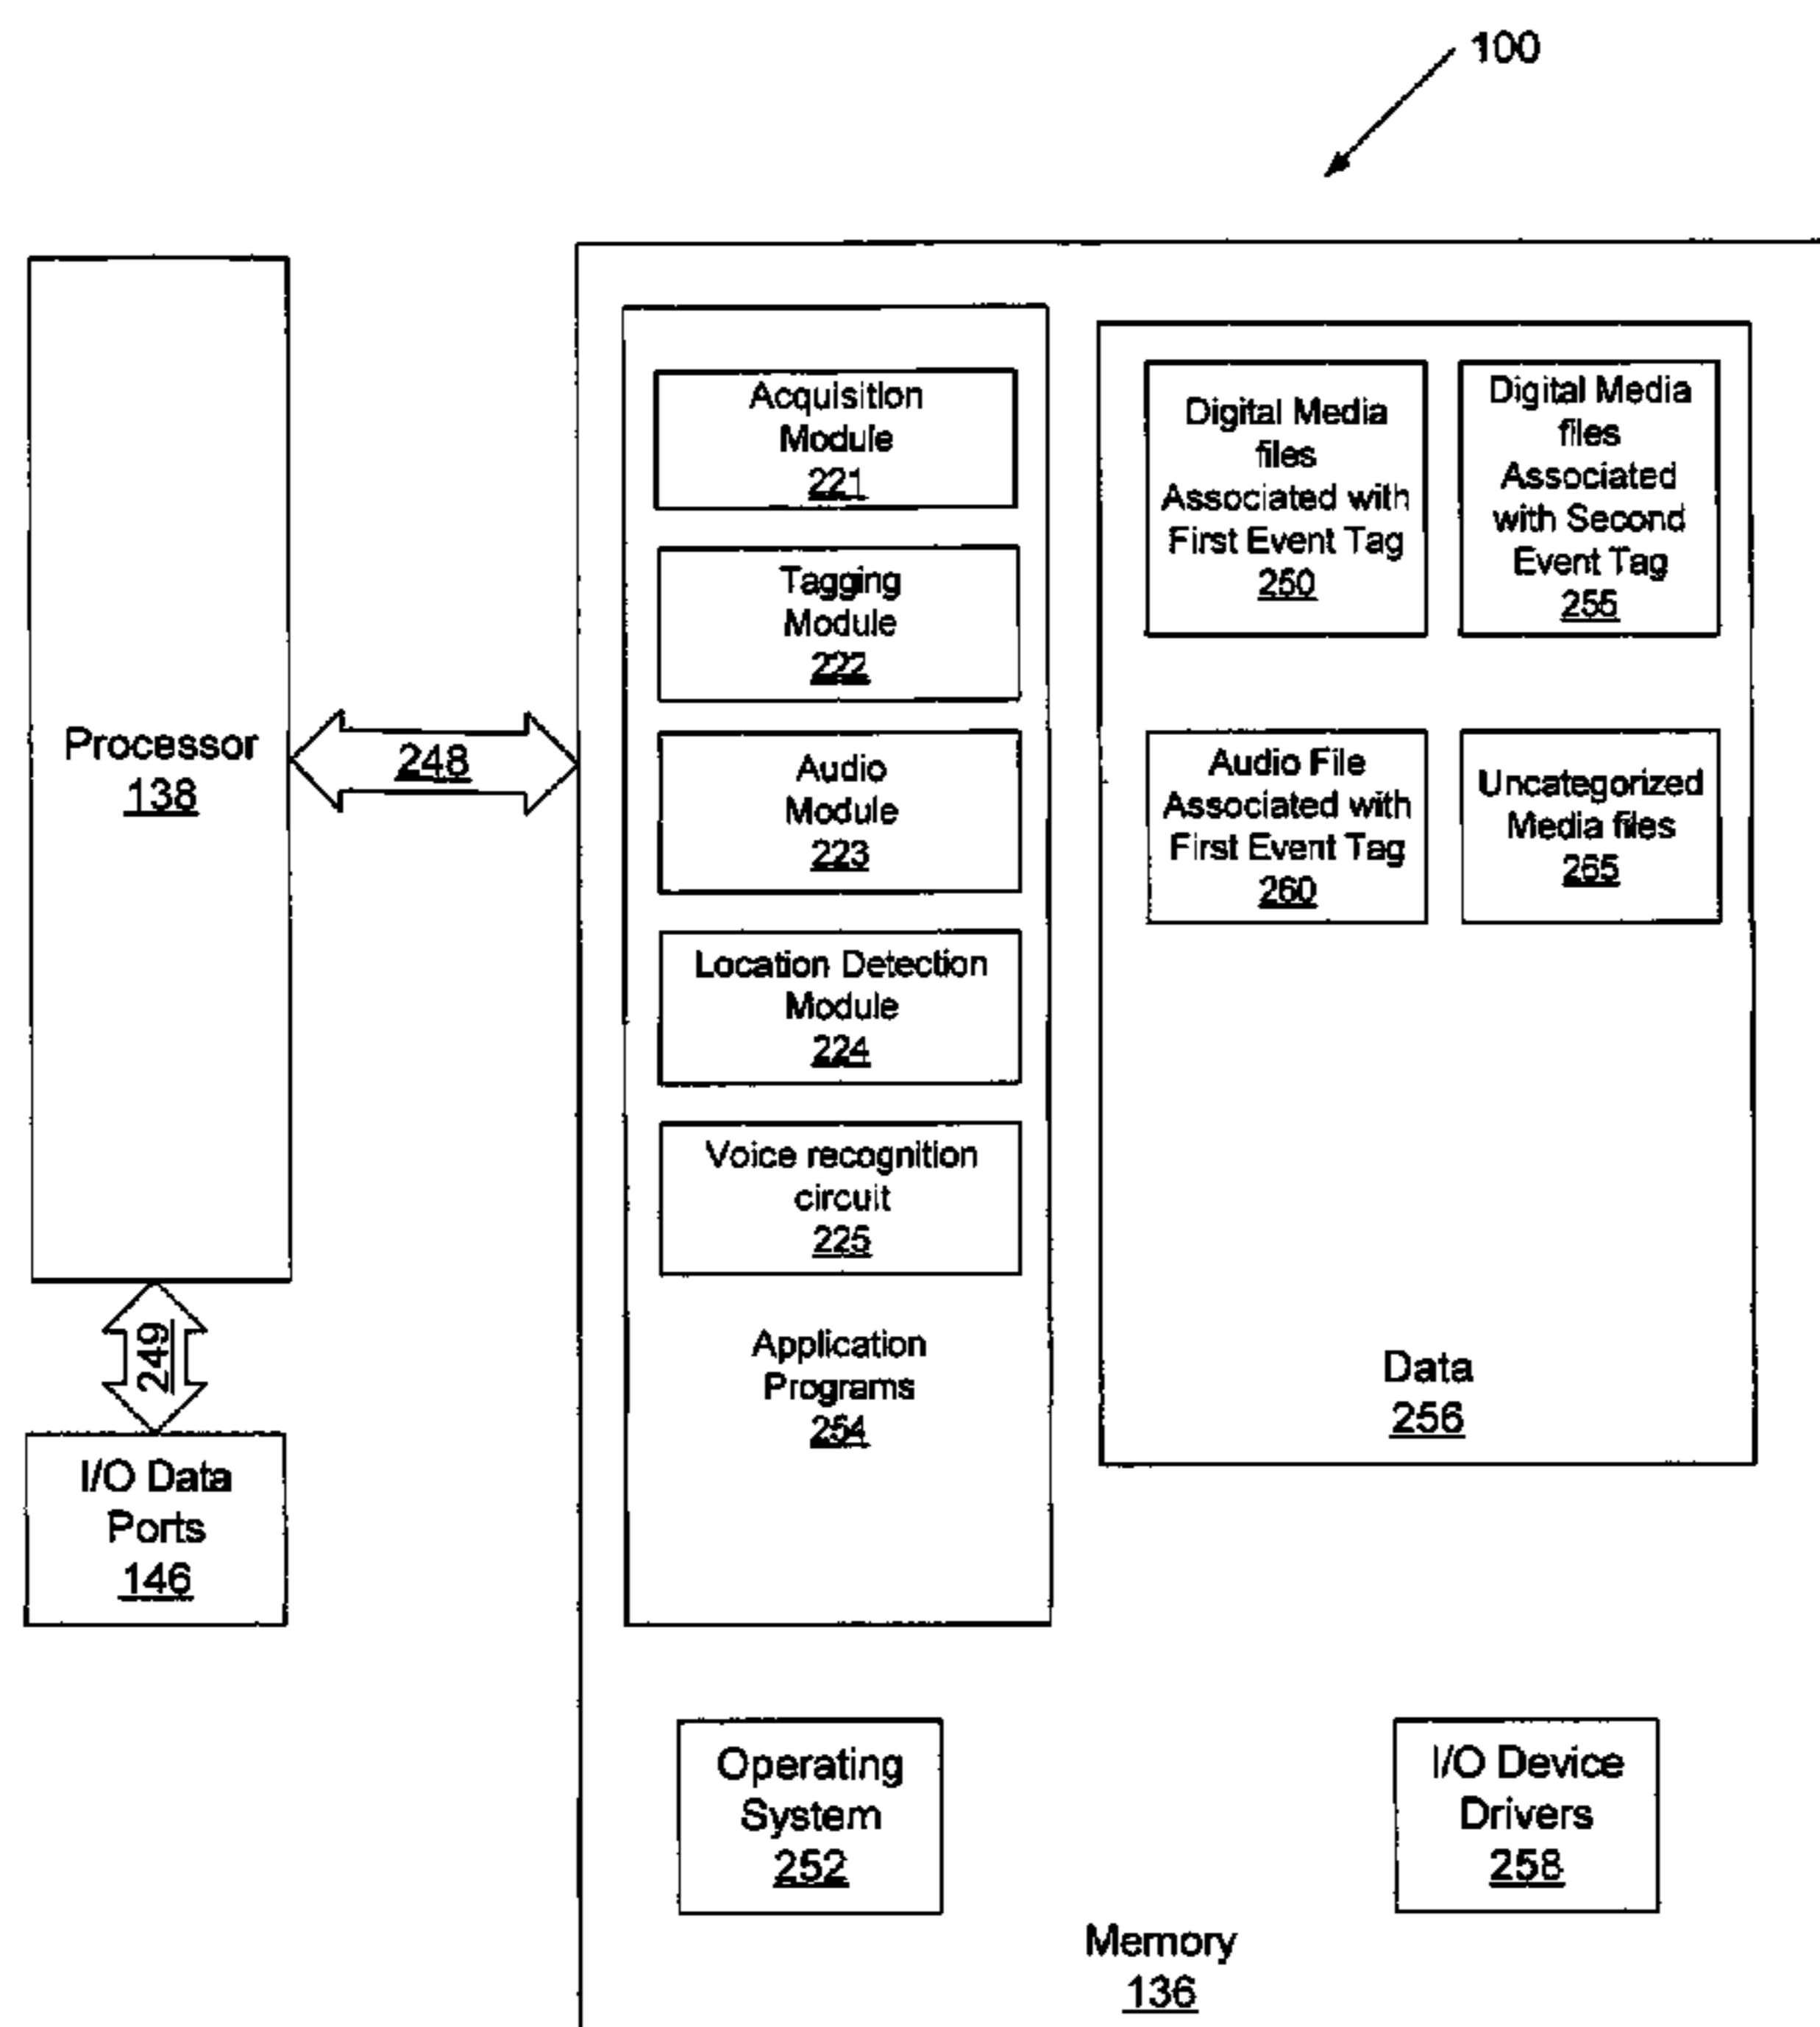 100
Processor
138
248
249
I/O Data
Ports
146
Acquisition
Module
221
Tagging
Module
222
Audio
Module
223
Location Detection
Module
224
Voice recognition
circuit
225
Application
Programs
254
Digital Media
files
Associated with
First Event Tag
250
Digital Media
files
Associated
with Second
Event Tag
255
Audio File
Associated with
First Event Tag
260
Uncategorized
Media files
265
Data
256
Operating
System
252
I/O Device
Drivers
258
Memory
136